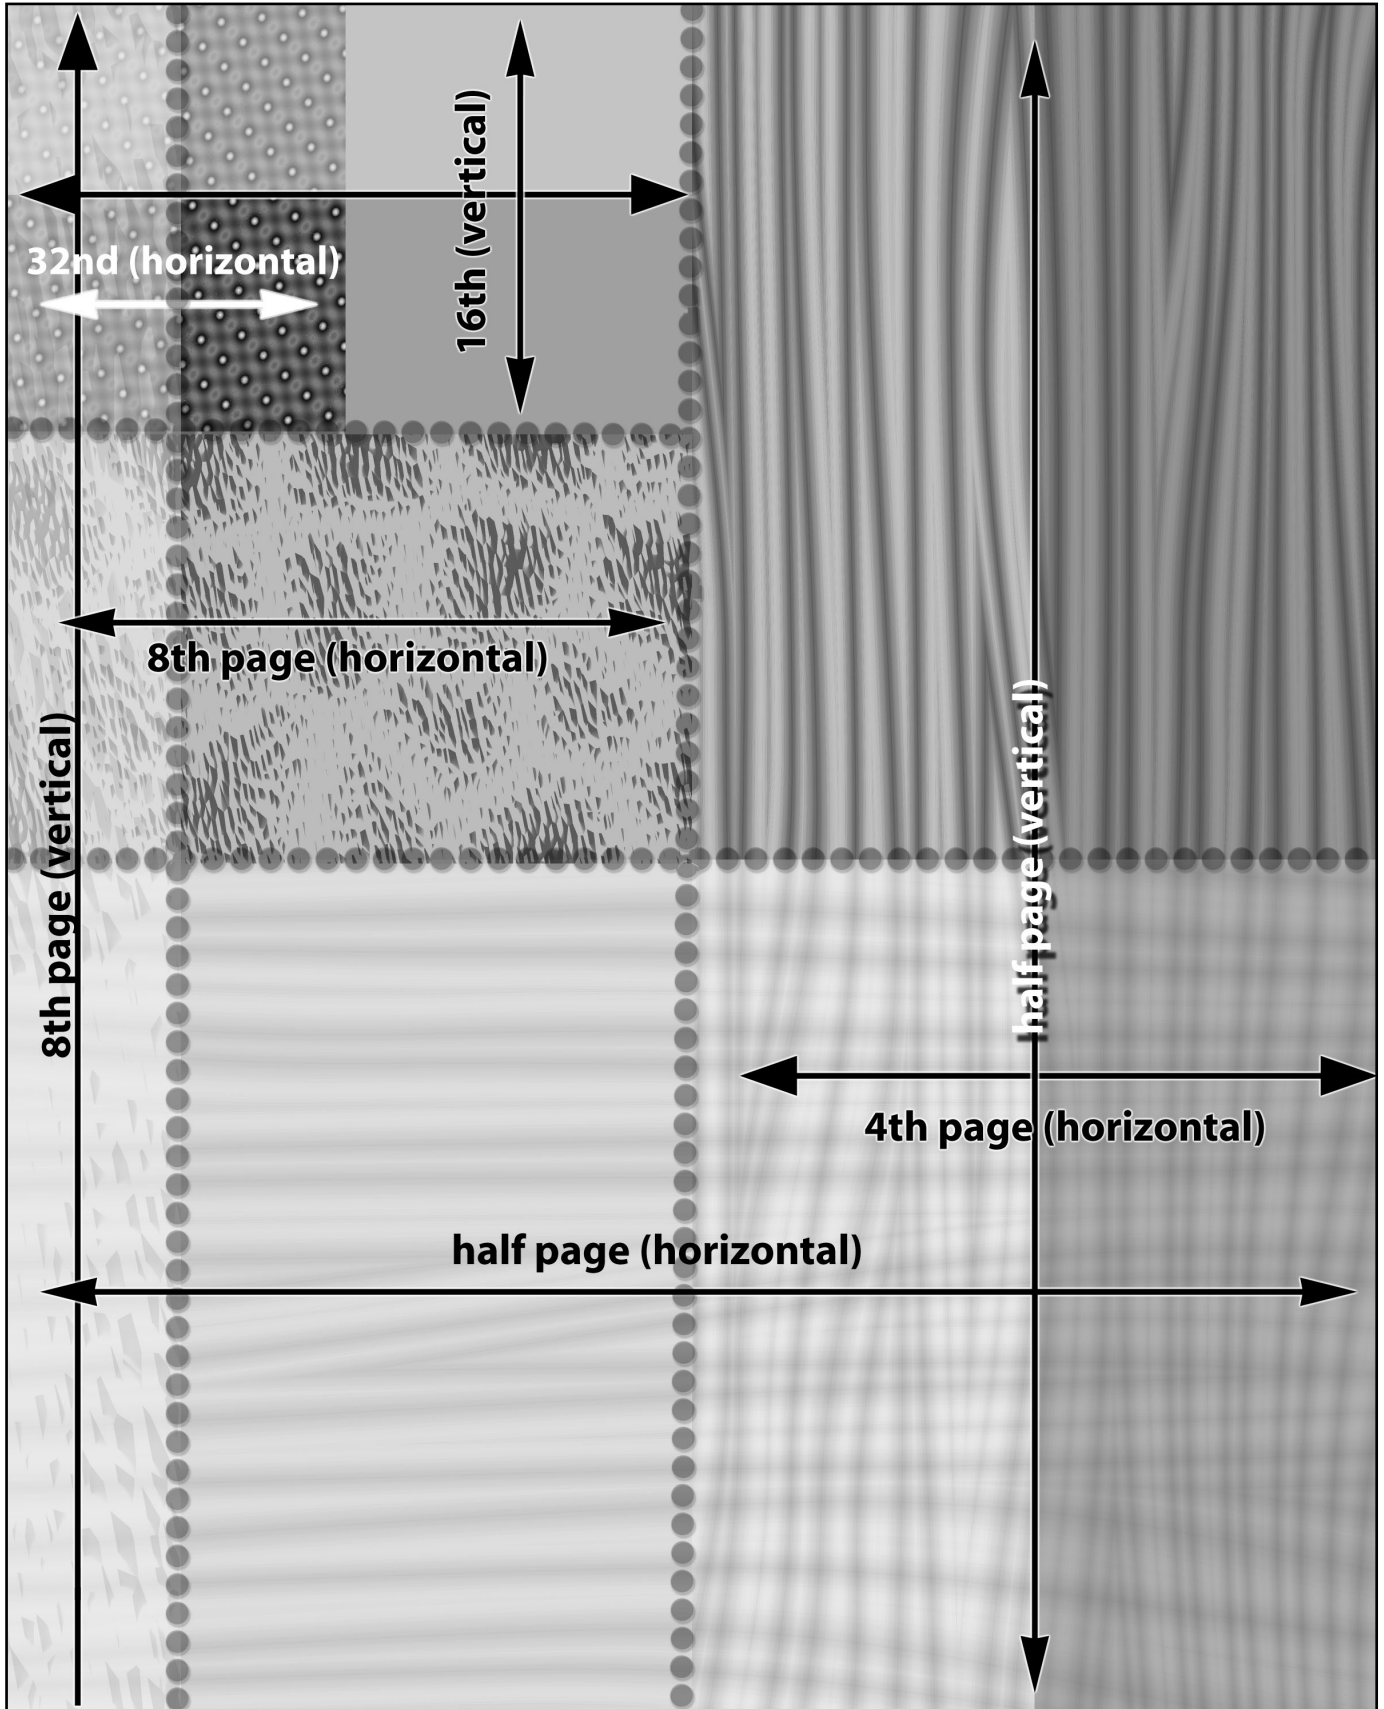 16th (vertical)
32nd (horizontal)
8th page (horizontal)
8th page (vertical)
half page (vertical)
4th page (horizontal)
half page (horizontal)